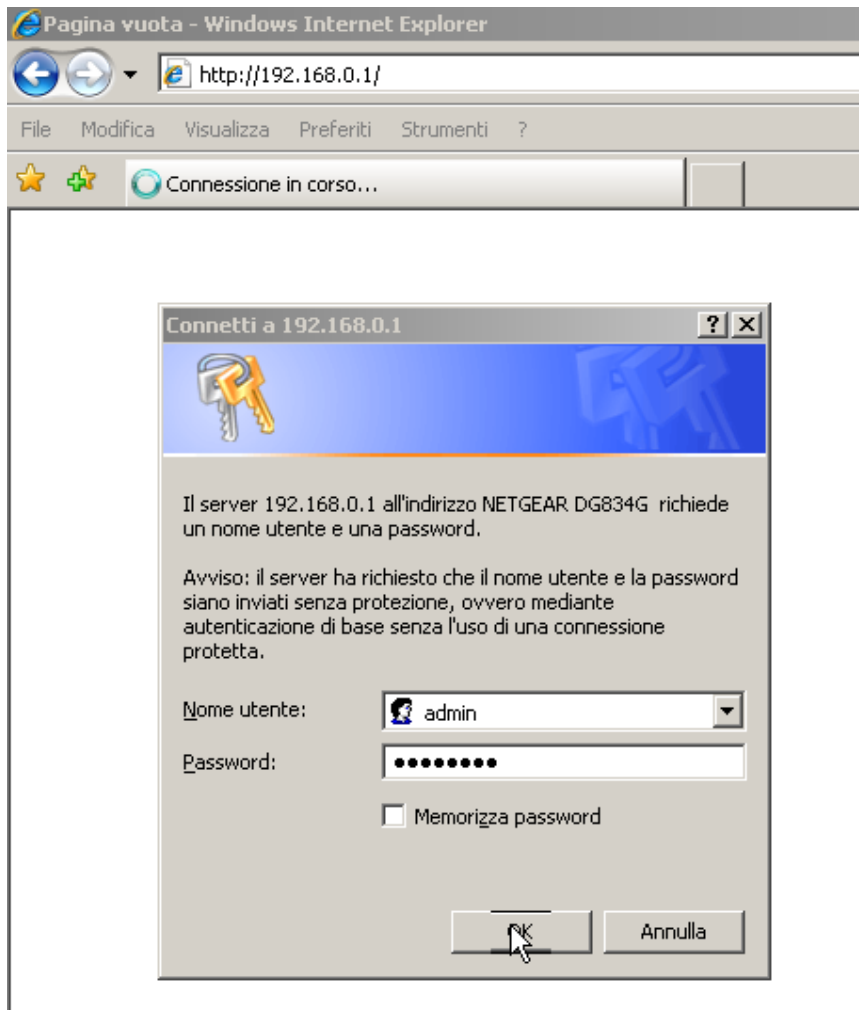 Pagina vuota - Windows Internet Explorer
http://192.168.0.1/
File Modifica Visualizza Preferiti Strumenti ?
Connessione in corso...
Connetti a 192.168.0.1
Il server 192.168.0.1 all'indirizzo NETGEAR DG834G richiede
un nome utente e una password.
Avviso: il server ha richiesto che il nome utente e la password
siano inviati senza protezione, ovvero mediante
autenticazione di base senza l'uso di una connessione
protetta.
Nome utente: admin
Password: ●●●●●●●●
Memorizza password
OK Annulla